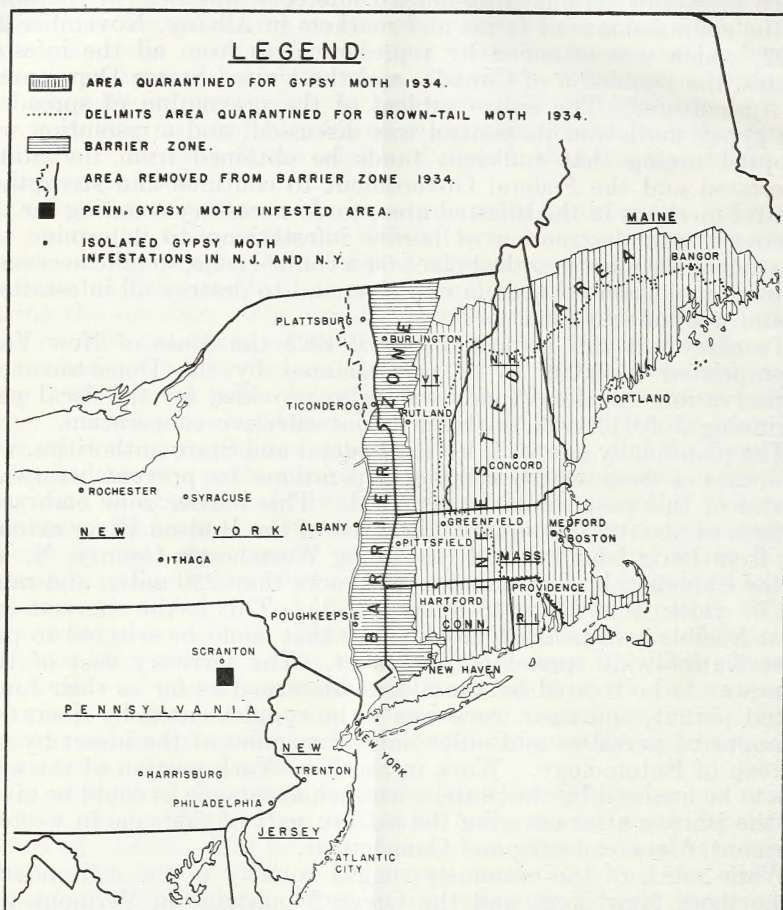 LEGEND
AREA QUARANTINED FOR GYPSY MOTH 1934.
DELIMITS AREA QUARANTINED FOR BROWN-TAIL MOTH 1934.
BARRIER ZONE.
AREA REMOVED FROM BARRIER ZONE 1934.
PENN. GYPSY MOTH INFESTED AREA.
ISOLATED GYPSY MOTH
INFESTATIONS IN N.J. AND N.Y.
MAINE
BANGOR
INFESTED AREA
PLATTSBURG
BURLINGTON
N.H.
VT.
BARRIER ZONE
TICONDEROGA
RUTLAND
PORTLAND
CONCORD
ROCHESTER
SYRACUSE
NEW YORK
ALBANY
GREENFIELD
MEDFORD
BOSTON
PITTSFIELD
MASS.
ITHACA
PROVIDENCE
HARTFORD
POUGHKEEPSIE
CONN.
R.I.
SCRANTON
NEW HAVEN
PENNSYLVANIA
NEW YORK
NEW
TRENTON
HARRISBURG
PHILADELPHIA
JERSEY
ATLANTIC
CITY